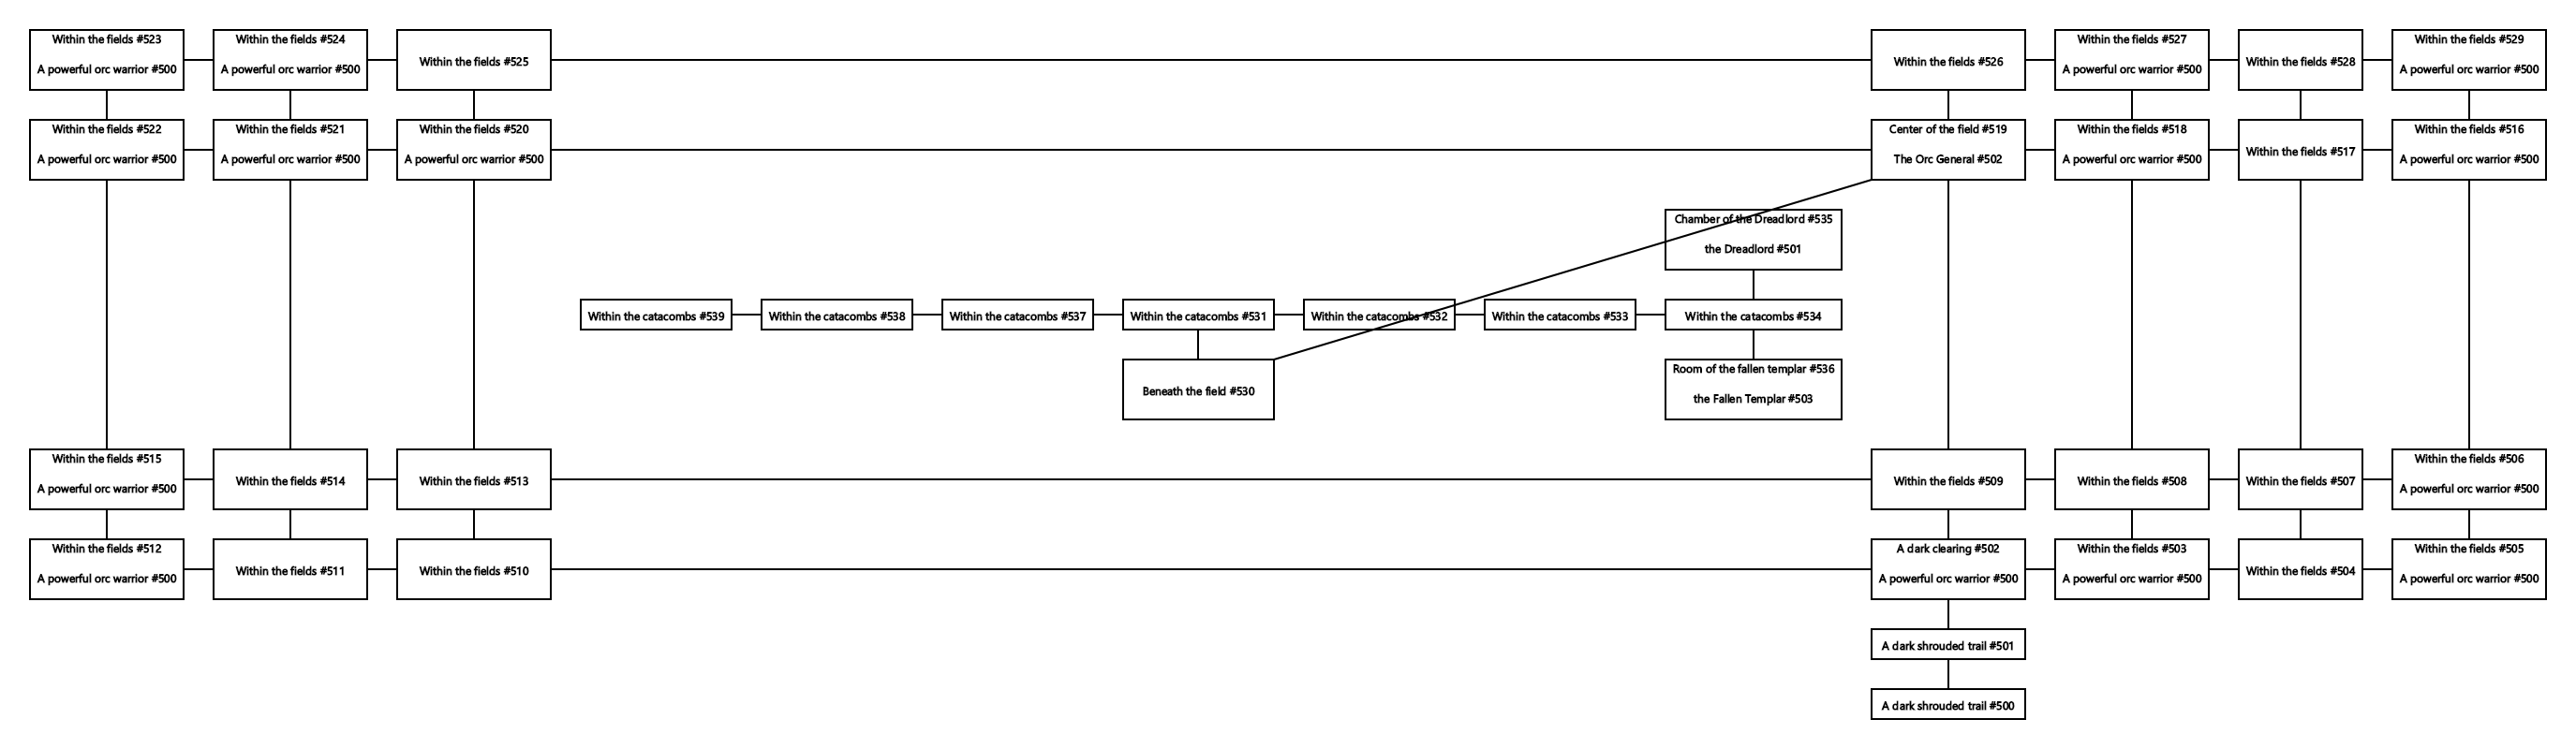 Within the fields #523
A powerful orc warrior #500
Within the fields #524
A powerful orc warrior #500
Within the fields #525
Within the fields #526
Within the fields #527
A powerful orc warrior #500
Within the fields #528
Within the fields #529
A powerful orc warrior #500
Within the fields #522
A powerful orc warrior #500
Within the fields #521
A powerful orc warrior #500
Within the fields #520
A powerful orc warrior #500
Center of the field #519
The Orc General #502
Within the fields #518
A powerful orc warrior #500
Within the fields #517
Within the fields #516
A powerful orc warrior #500
Chamber of the Dreadlord #535
the Dreadlord #501
Within the catacombs #539
Within the catacombs #538
Within the catacombs #537
Within the catacombs #531
Within the catacombs #532
Within the catacombs #533
Within the catacombs #534
Beneath the field #530
Room of the fallen templar #536
the Fallen Templar #503
Within the fields #515
A powerful orc warrior #500
Within the fields #514
Within the fields #513
Within the fields #509
Within the fields #508
Within the fields #507
Within the fields #506
A powerful orc warrior #500
Within the fields #512
A powerful orc warrior #500
Within the fields #511
Within the fields #510
A dark clearing #502
A powerful orc warrior #500
Within the fields #503
A powerful orc warrior #500
Within the fields #504
Within the fields #505
A powerful orc warrior #500
A dark shrouded trail #501
A dark shrouded trail #500